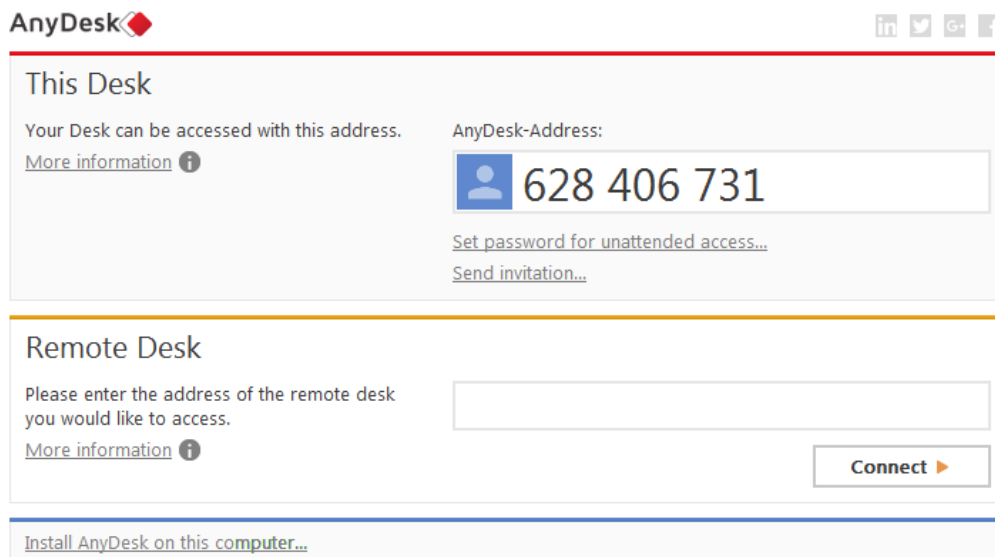 AnyDesk
This Desk
Your Desk can be accessed with this address.
More information
AnyDesk-Address:
628 406 731
Set password for unattended access...
Send invitation...
Remote Desk
Please enter the address of the remote desk
you would like to access.
More information
Connect
Install AnyDesk on this computer...